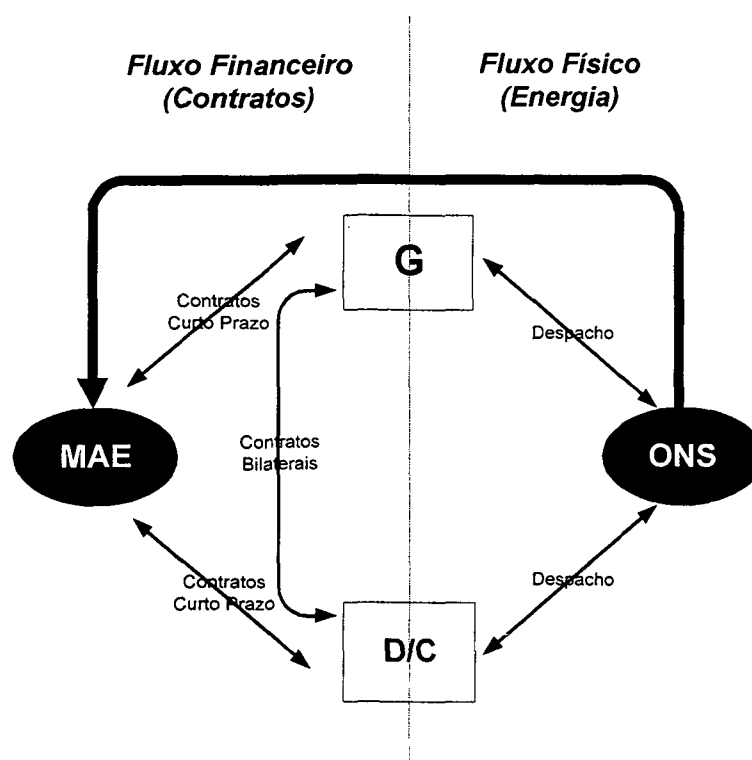 Fluxo Financeiro
(Contratos)
Fluxo Físico
(Energia)
G
Contratos
Curto Prazo
Despacho
MAE
Contratos
Bilaterais
ONS
Contratos
Curto Prazo
Despacho
D/C